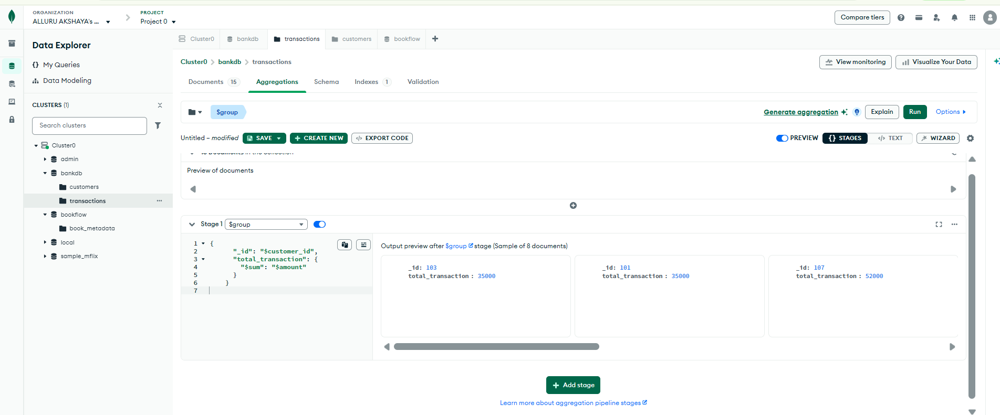 ORGANIZATION
ALLURU AKSHAYA's ...
PROJECT
Project 0
Compare tiers
Data Explorer
My Queries
Data Modeling
CLUSTERS (1)
Search clusters
Cluster0
admin
bankdb
customers
transactions
bookflow
book_metadata
local
sample_mflix
Cluster0
bankdb
transactions
customers
bookflow
Cluster0 > bankdb > transactions
View monitoring
Visualize Your Data
Documents 15
Aggregations
Schema
Indexes 1
Validation
$group
Generate aggregation
Explain
Run
Options
Untitled – modified
SAVE
CREATE NEW
EXPORT CODE
PREVIEW
{} STAGES
</> TEXT
WIZARD
Documents in the collection
Preview of documents
Stage 1 $group
1 {
2 "_id": "$customer_id",
3 "total_transaction": {
4 "$sum": "$amount"
5 }
6 }
7
Output preview after $group stage (Sample of 8 documents)
_id: 103
total_transaction : 35000
_id: 101
total_transaction : 35000
_id: 107
total_transaction : 52000
+ Add stage
Learn more about aggregation pipeline stages